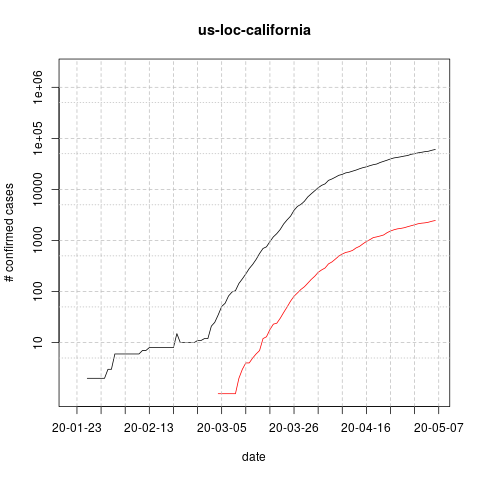 us-loc-california
# confirmed cases
1e+06
1e+05
10000
1000
100
10
20-01-23 20-02-13 20-03-05 20-03-26 20-04-16 20-05-07
date